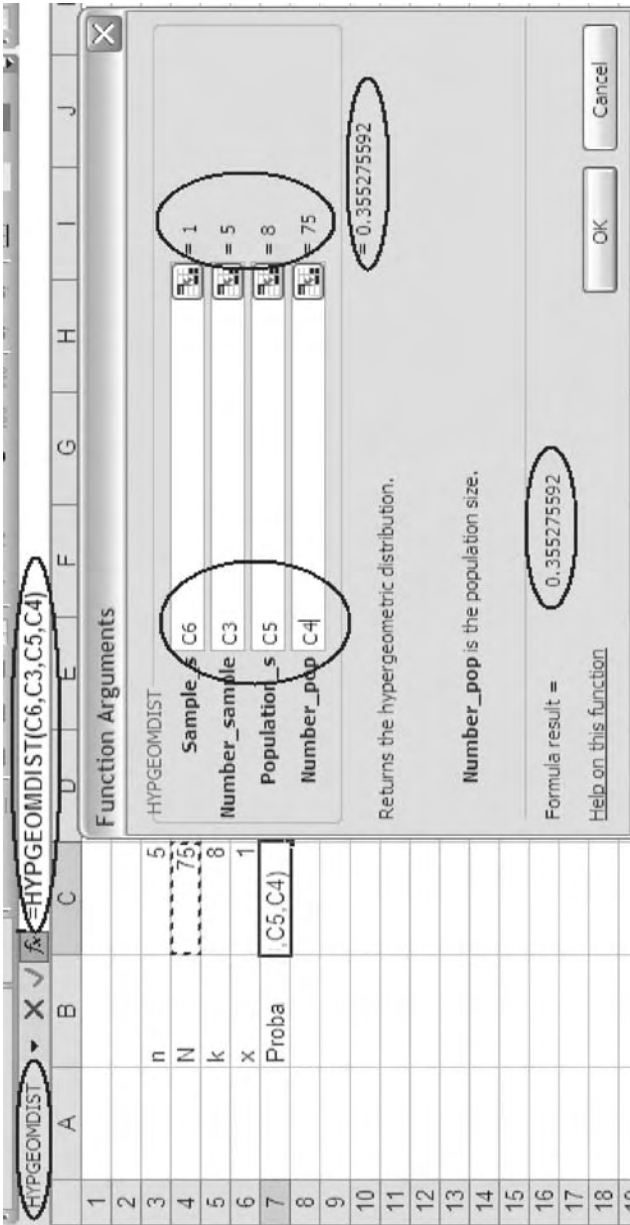 HYPGEOMDIST fx =HYPGEOMDIST(C6,C3,C5,C4)
A B C D E F G H I J
1
2
3 n 5
4 N 75
5 k 8
6 x 1
7 Proba ,C5,C4)
8
9
10
11
12
13
14
15
16
17
18
Function Arguments
HYPGEOMDIST
Sample_s C6 = 1
Number_sample C3 = 5
Population_s C5 = 8
Number_pop C4 = 75
= 0.355275592
Returns the hypergeometric distribution.
Number_pop is the population size.
Formula result = 0.355275592
Help on this function
OK
Cancel